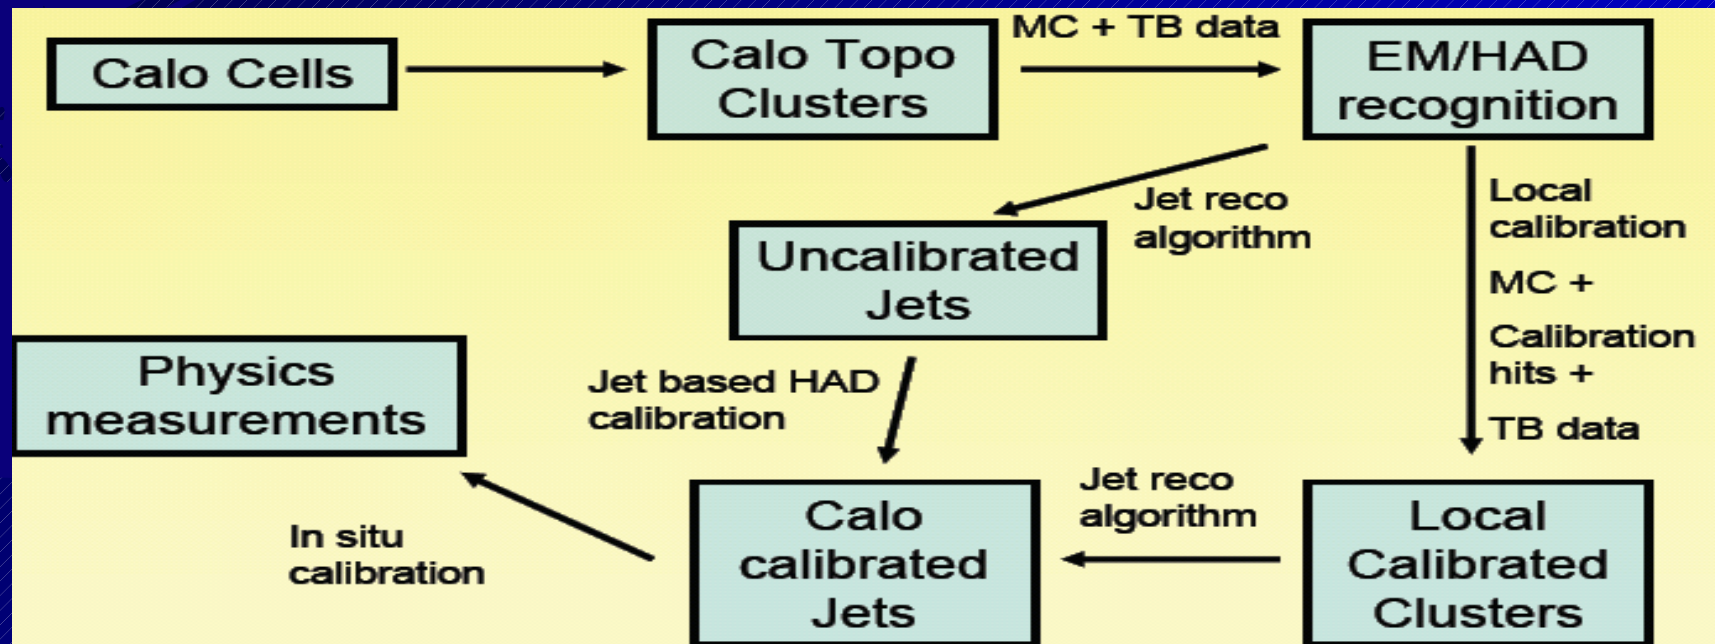 Calo Cells
Calo Topo
Clusters
MC + TB data
EM/HAD
recognition
Jet reco
algorithm
Local
calibration
MC +
Calibration
hits +
TB data
Uncalibrated
Jets
Physics
measurements
Jet based HAD
calibration
In situ
calibration
Calo
calibrated
Jets
Jet reco
algorithm
Local
Calibrated
Clusters